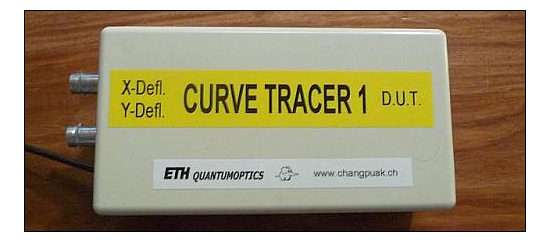 X-Defl. CURVE TRACER 1 D.U.T.
Y-Defl.
ETH QUANTUMOPTICS www.changpuak.ch